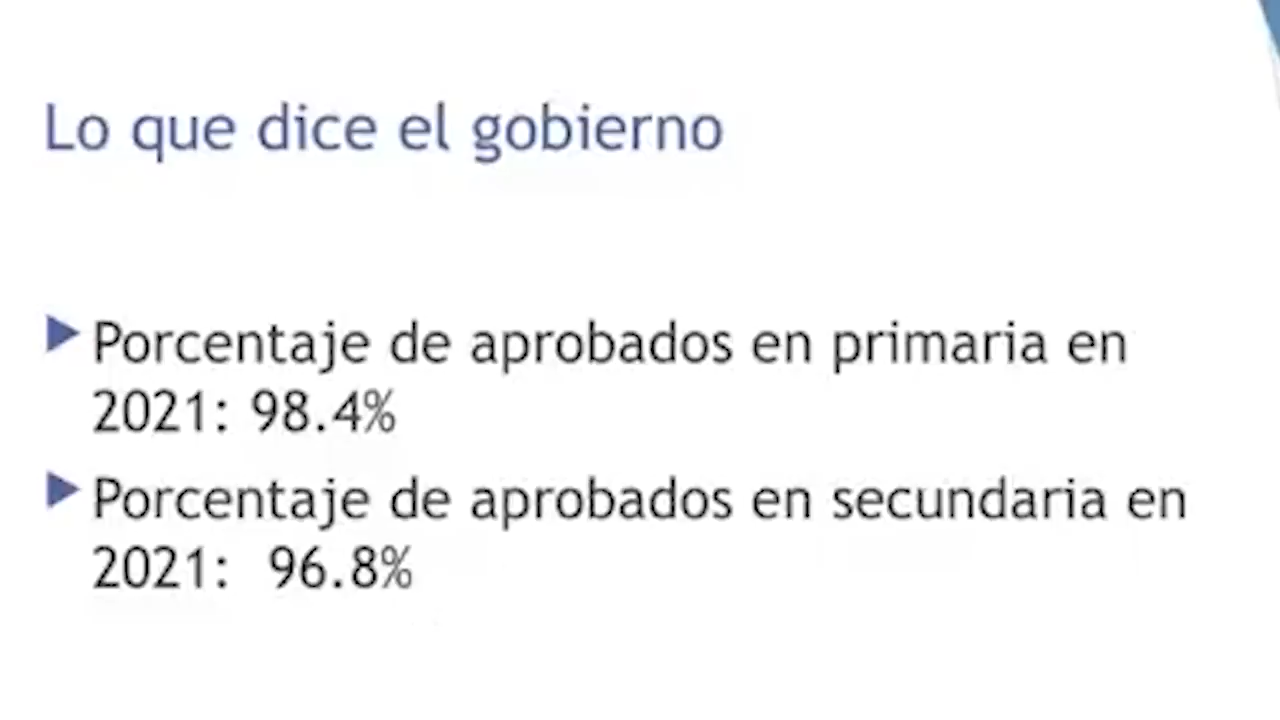 Lo que dice el gobierno
Porcentaje de aprobados en primaria en
2021: 98.4%
Porcentaje de aprobados en secundaria en
2021:  96.8%